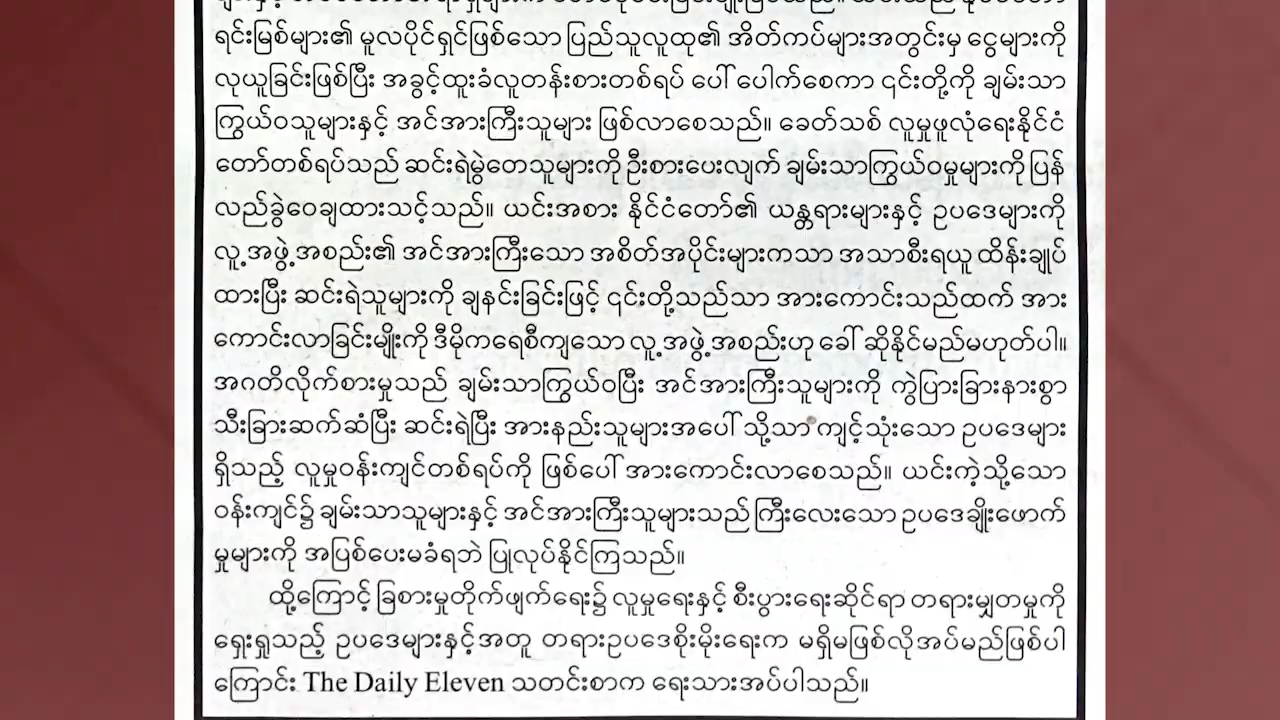 ရင်းမြစ်များ၏ မူလပိုင်ရှင်ဖြစ်သော ပြည်သူလူထု၏ အိတ်ကပ်များအတွင်းမှ ငွေများကို
လုယူခြင်းဖြစ်ပြီး အခွင့်ထူးခံလူတန်းစားတစ်ရပ် ပေါ်ပေါက်စေကာ ၎င်းတို့ကို ချမ်းသာ
ကြွယ်ဝသူများနှင့် အင်အားကြီးသူများ ဖြစ်လာစေသည်။ ခေတ်သစ် လူမှုဖူလုံရေးနိုင်ငံ
တော်တစ်ရပ်သည် ဆင်းရဲမွဲတေသူများကို ဦးစားပေးလျက် ချမ်းသာကြွယ်ဝမှုများကို ပြန်
လည်ခွဲဝေချထားသင့်သည်။ ယင်းအစား နိုင်ငံတော်၏ ယန္တရားများနှင့် ဥပဒေများကို
လူ့အဖွဲ့အစည်း၏ အင်အားကြီးသော အစိတ်အပိုင်းများကသာ အသာစီးရယူ ထိန်းချုပ်
ထားပြီး ဆင်းရဲသူများကို ချနင်းခြင်းဖြင့် ၎င်းတို့သည်သာ အားကောင်းသည်ထက် အား
ကောင်းလာခြင်းမျိုးကို ဒီမိုကရေစီကျသော လူ့အဖွဲ့အစည်းဟု ခေါ်ဆိုနိုင်မည်မဟုတ်ပါ။
အဂတိလိုက်စားမှုသည် ချမ်းသာကြွယ်ဝပြီး အင်အားကြီးသူများကို ကွဲပြားခြားနားစွာ
သီးခြားဆက်ဆံပြီး ဆင်းရဲပြီး အားနည်းသူများအပေါ်သို့သာ ကျင့်သုံးသော ဥပဒေများ
ရှိသည့် လူမှုဝန်းကျင်တစ်ရပ်ကို ဖြစ်ပေါ်အားကောင်းလာစေသည်။ ယင်းကဲ့သို့သော
ဝန်းကျင်၌ ချမ်းသာသူများနှင့် အင်အားကြီးသူများသည် ကြီးလေးသော ဥပဒေချိုးဖောက်
မှုများကို အပြစ်ပေးမခံရဘဲ ပြုလုပ်နိုင်ကြသည်။
ထို့ကြောင့် ခြစားမှုတိုက်ဖျက်ရေး၌ လူမှုရေးနှင့် စီးပွားရေးဆိုင်ရာ တရားမျှတမှုကို
ရှေးရှုသည့် ဥပဒေများနှင့်အတူ တရားဥပဒေစိုးမိုးရေးက မရှိမဖြစ်လိုအပ်မည်ဖြစ်ပါ
ကြောင်း The Daily Eleven သတင်းစာက ရေးသားအပ်ပါသည်။